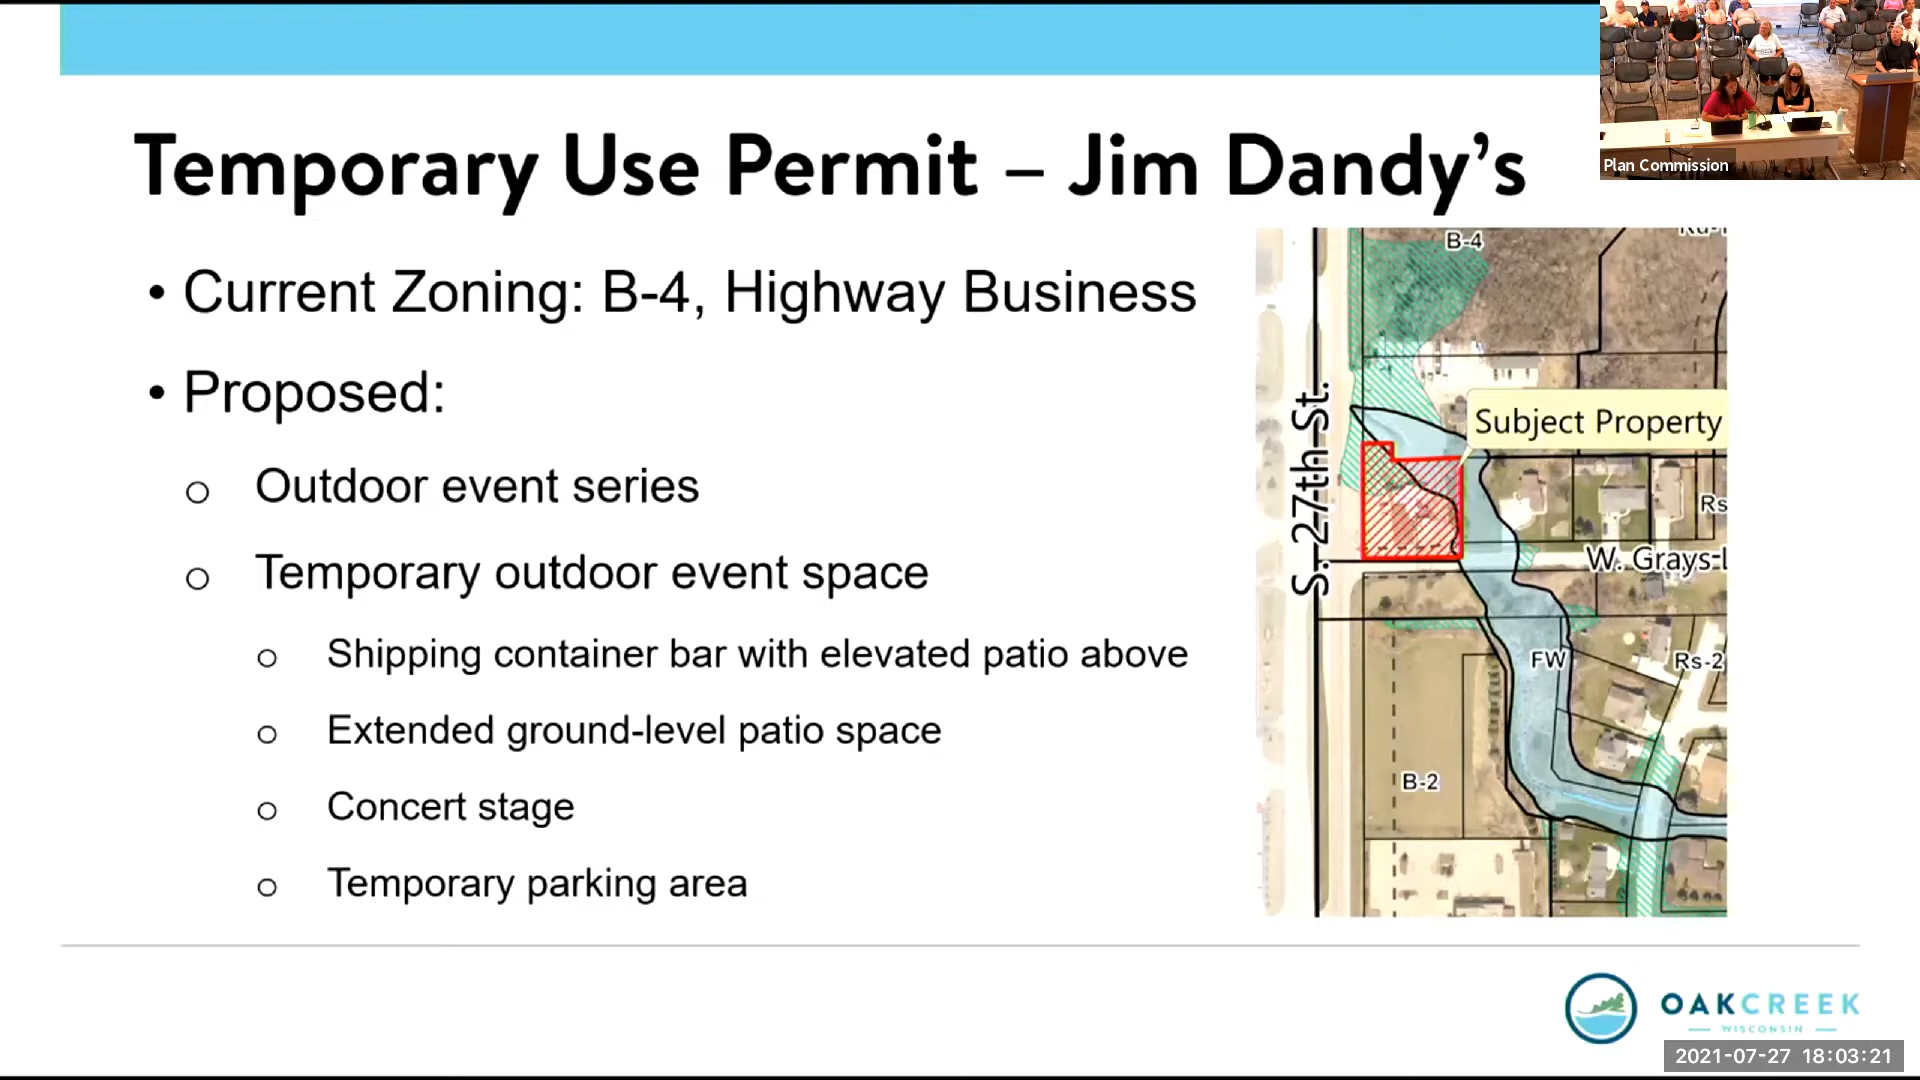 Temporary Use Permit – Jim Dandy's
Plan Commission
• Current Zoning: B-4, Highway Business
• Proposed:
o Outdoor event series
o Temporary outdoor event space
o Shipping container bar with elevated patio above
o Extended ground-level patio space
o Concert stage
o Temporary parking area
B-4
Subject Property
S. 27th St.
Rs
W. Grays
FW
Rs-2
B-2
OAKCREEK
WISCONSIN
2021-07-27 18:03:21